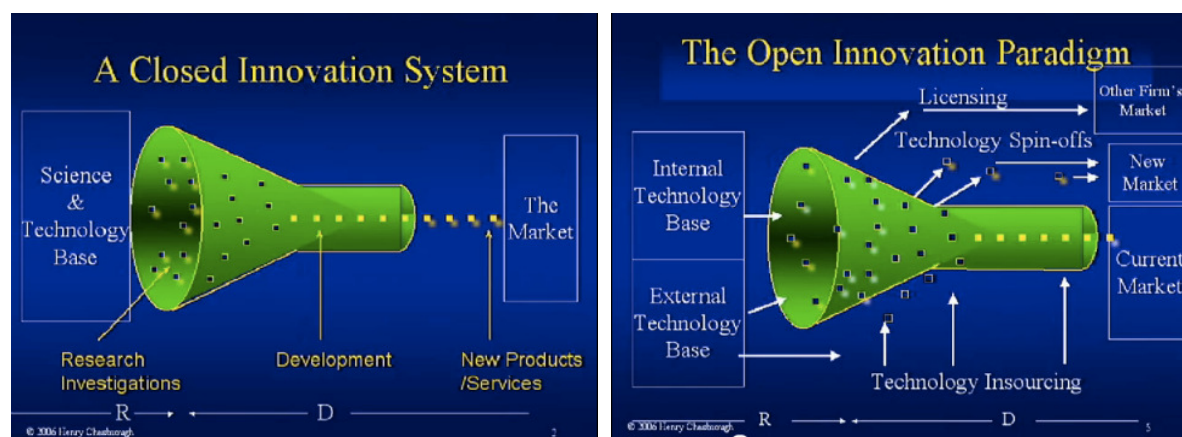 A Closed Innovation System
Science
&
Technology
Base
The
Market
Research
Investigations
Development
New Products
/Services
R
D
© 2006 Henry Chesbrough
2
The Open Innovation Paradigm
Licensing
Other Firm's
Market
Technology Spin-offs
Internal
Technology
Base
New
Market
External
Technology
Base
Current
Market
Technology Insourcing
R
D
© 2006 Henry Chesbrough
5